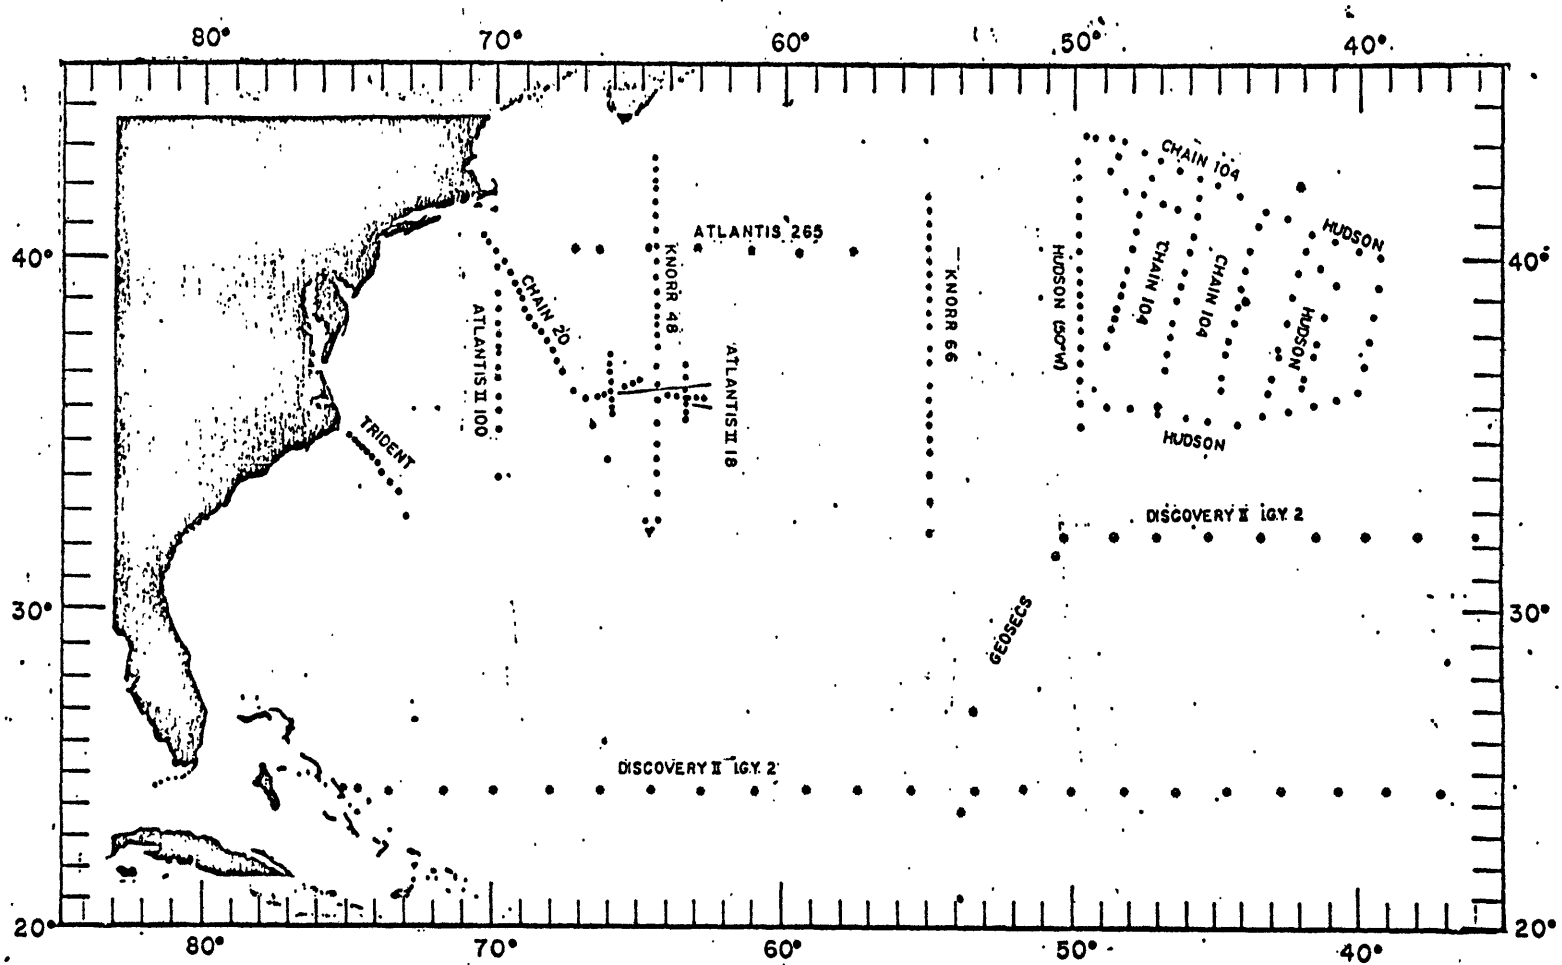 80° 70° 60° 50° 40°
CHAIN 104
HUDSON
ATLANTIS 265
40° 40°
KNORR 48
CHAIN 20
ATLANTIS II 100
KNORR 66
HUDSON (50°W)
CHAIN 104
CHAIN 104
HUDSON
ATLANTIS II 18
TRIDENT
HUDSON
DISCOVERY II I.G.Y. 2
30° 30°
GEOSECS
DISCOVERY II I.G.Y. 2
20° 20°
80° 70° 60° 50° 40°